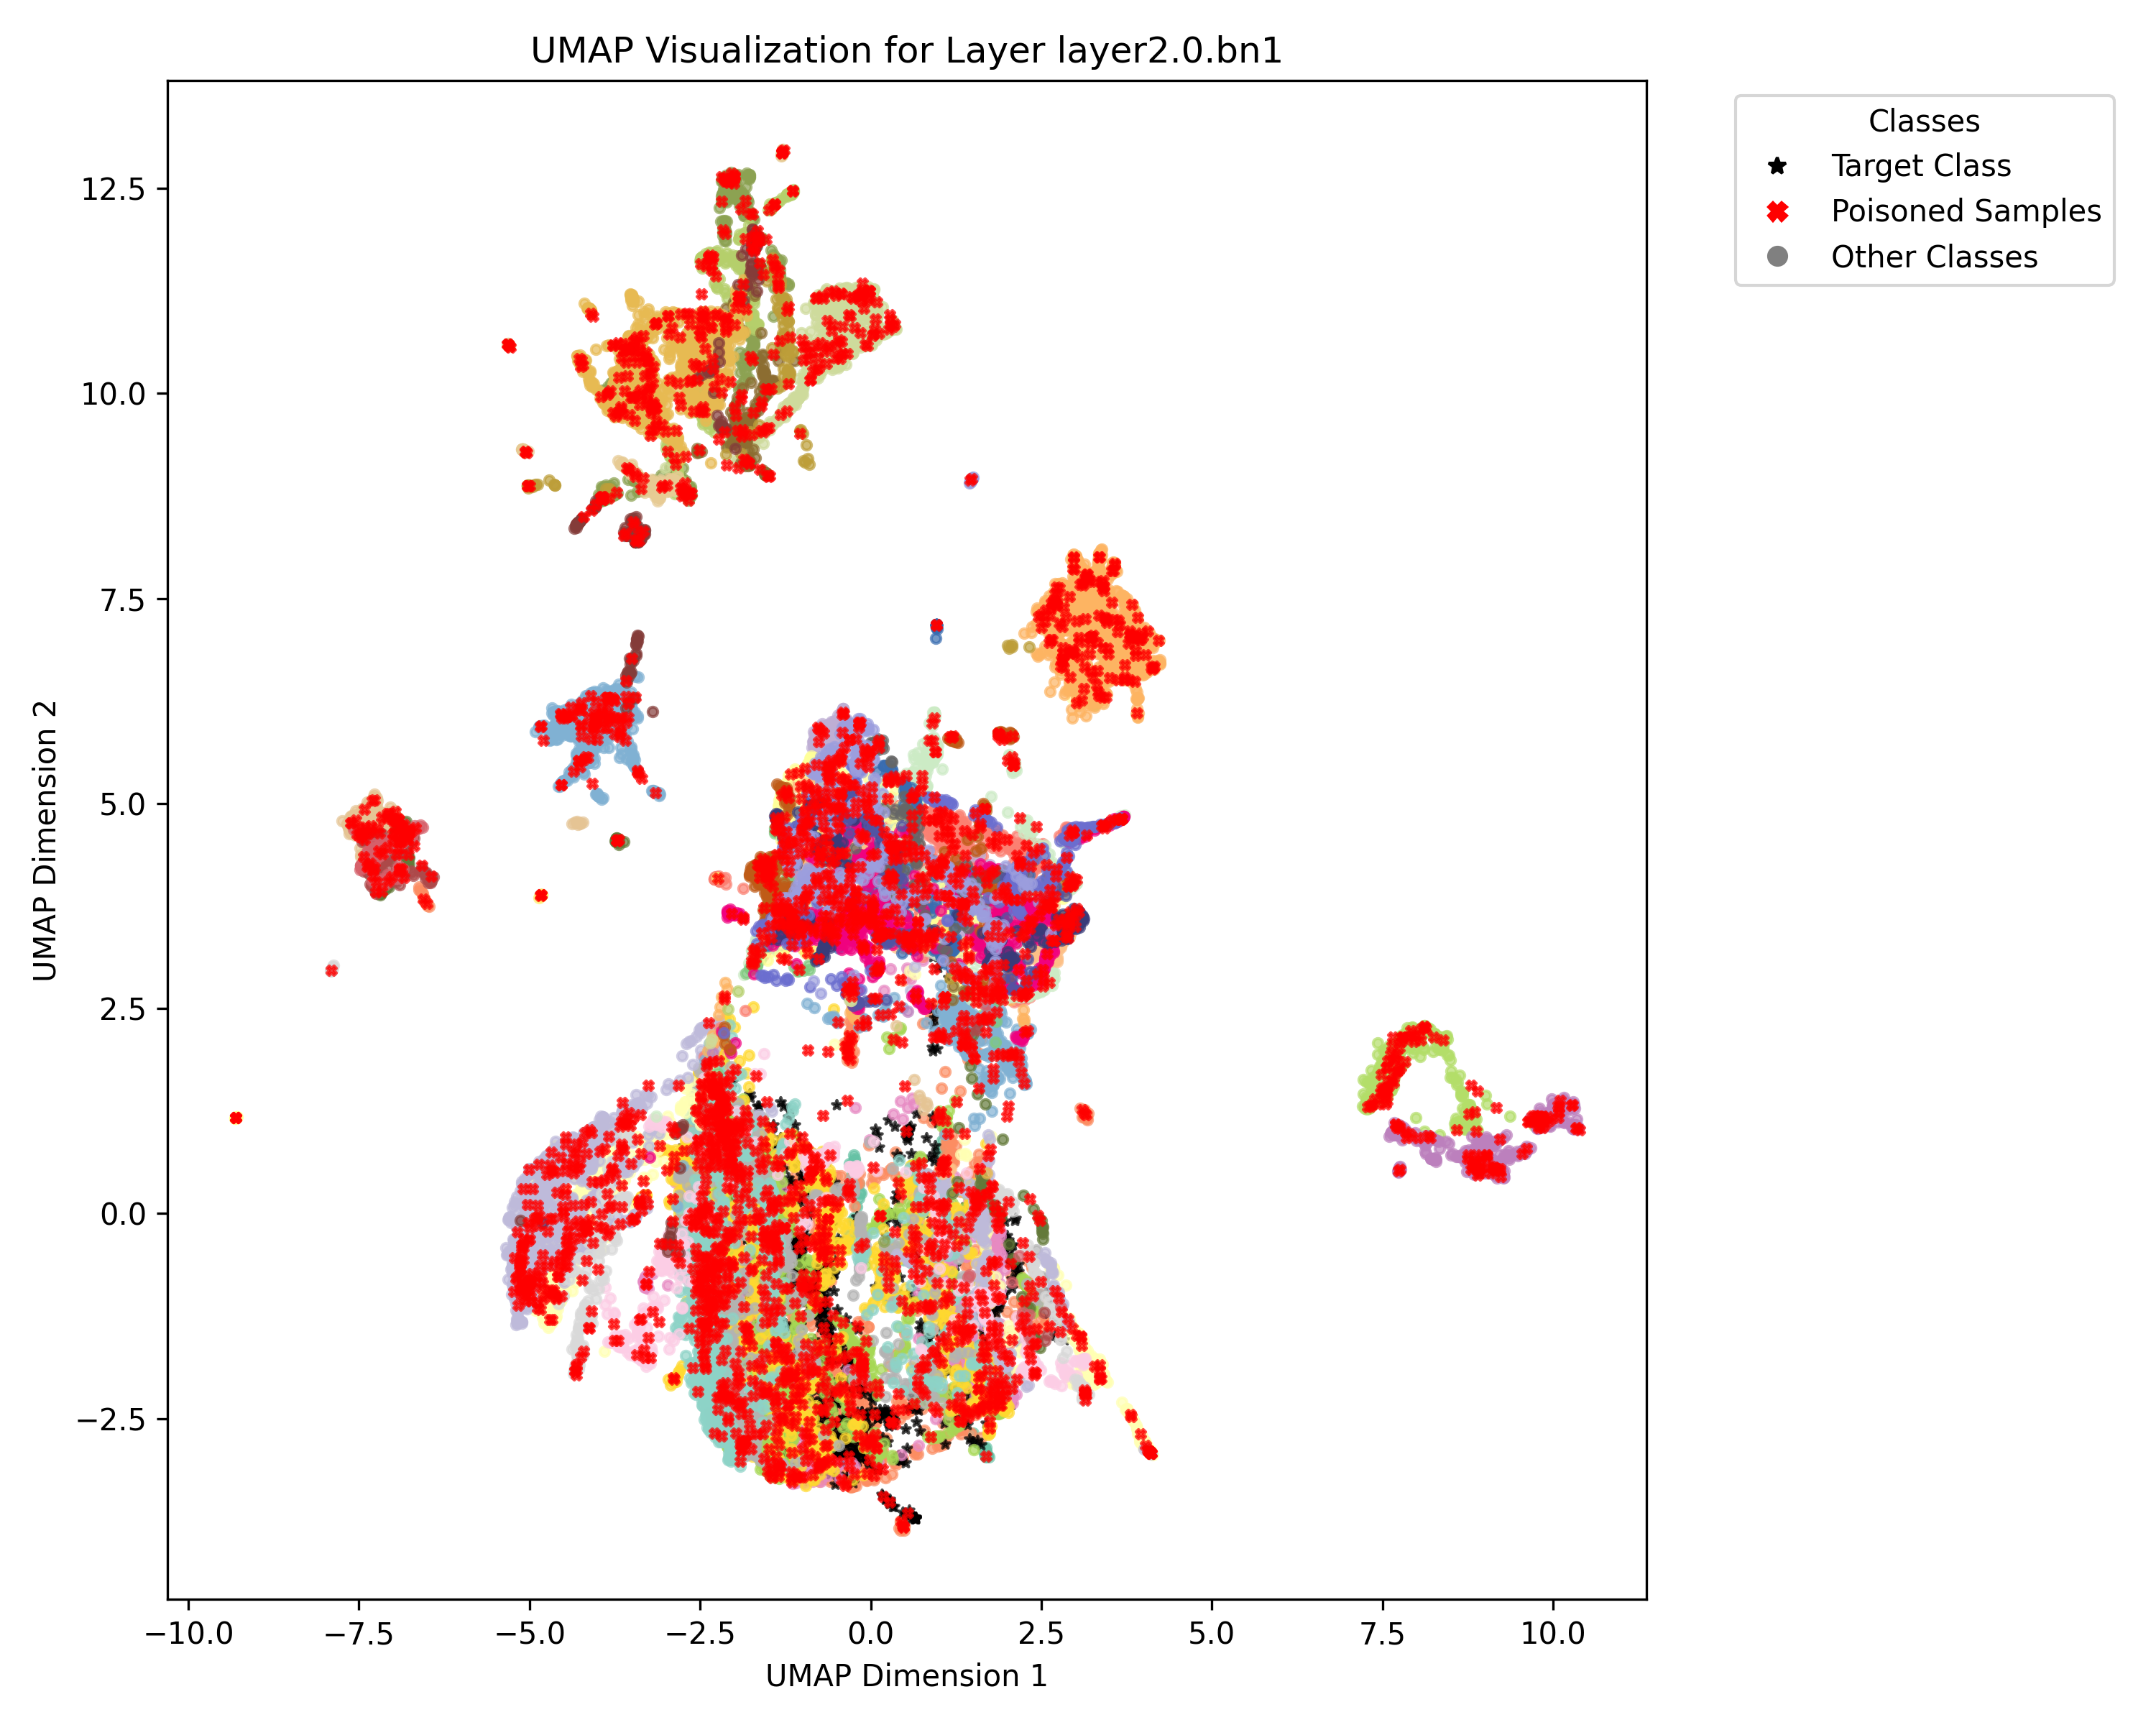 UMAP Visualization for Layer layer2.0.bn1
Classes
Target Class
Poisoned Samples
Other Classes
12.5
10.0
7.5
5.0
2.5
0.0
−2.5
UMAP Dimension 2
−10.0 −7.5 −5.0 −2.5 0.0 2.5 5.0 7.5 10.0
UMAP Dimension 1